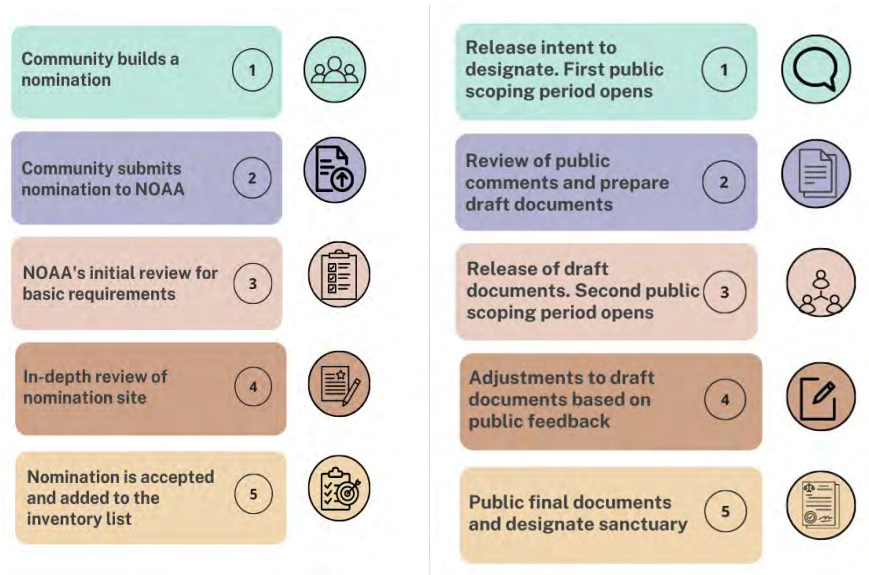 Community builds a
nomination
1
Community submits
nomination to NOAA
2
NOAA's initial review for
basic requirements
3
In-depth review of
nomination site
4
Nomination is accepted
and added to the
inventory list
5
Release intent to
designate. First public
scoping period opens
1
Review of public
comments and prepare
draft documents
2
Release of draft
documents. Second public
scoping period opens
3
Adjustments to draft
documents based on
public feedback
4
Public final documents
and designate sanctuary
5